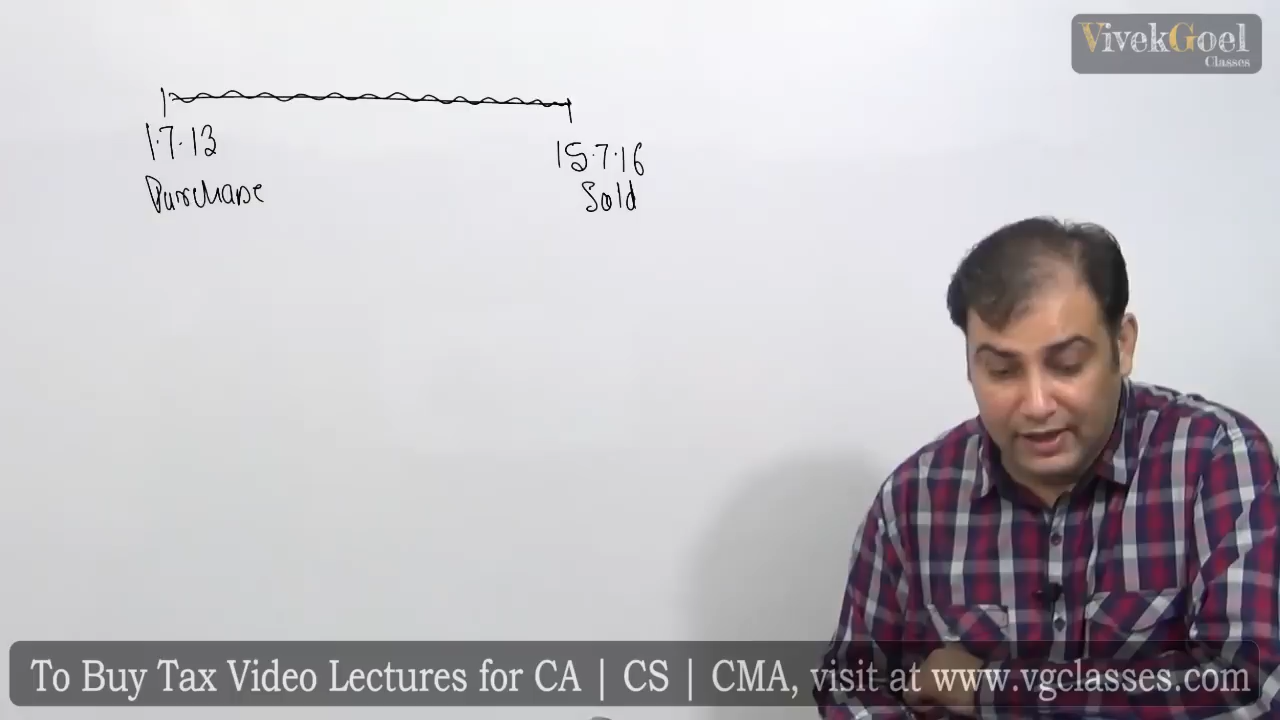 VivekGoel
Classes
1.7.13
Purchase
15.7.16
Sold
To Buy Tax Video Lectures for CA | CS | CMA, visit at www.vgclasses.com